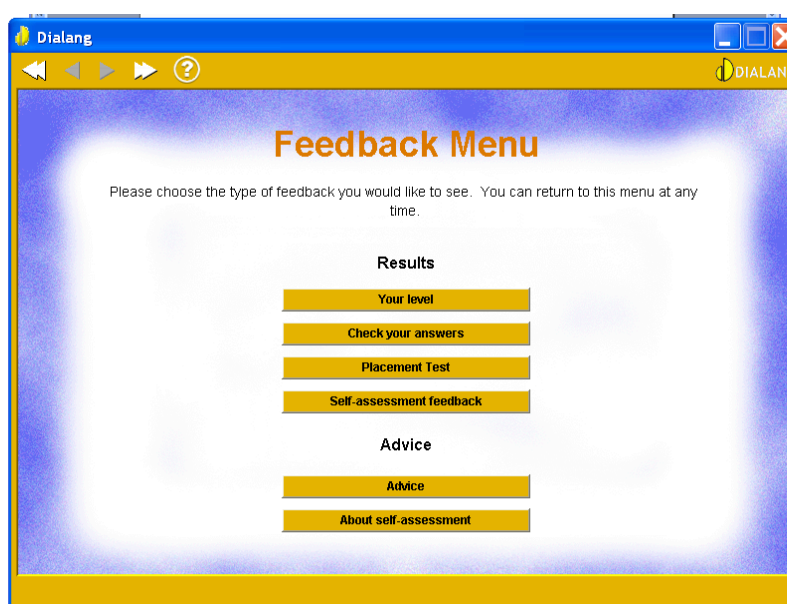 Dialang
?
DIALAN
Feedback Menu
Please choose the type of feedback you would like to see. You can return to this menu at any
time.
Results
Your level
Check your answers
Placement Test
Self-assessment feedback
Advice
Advice
About self-assessment